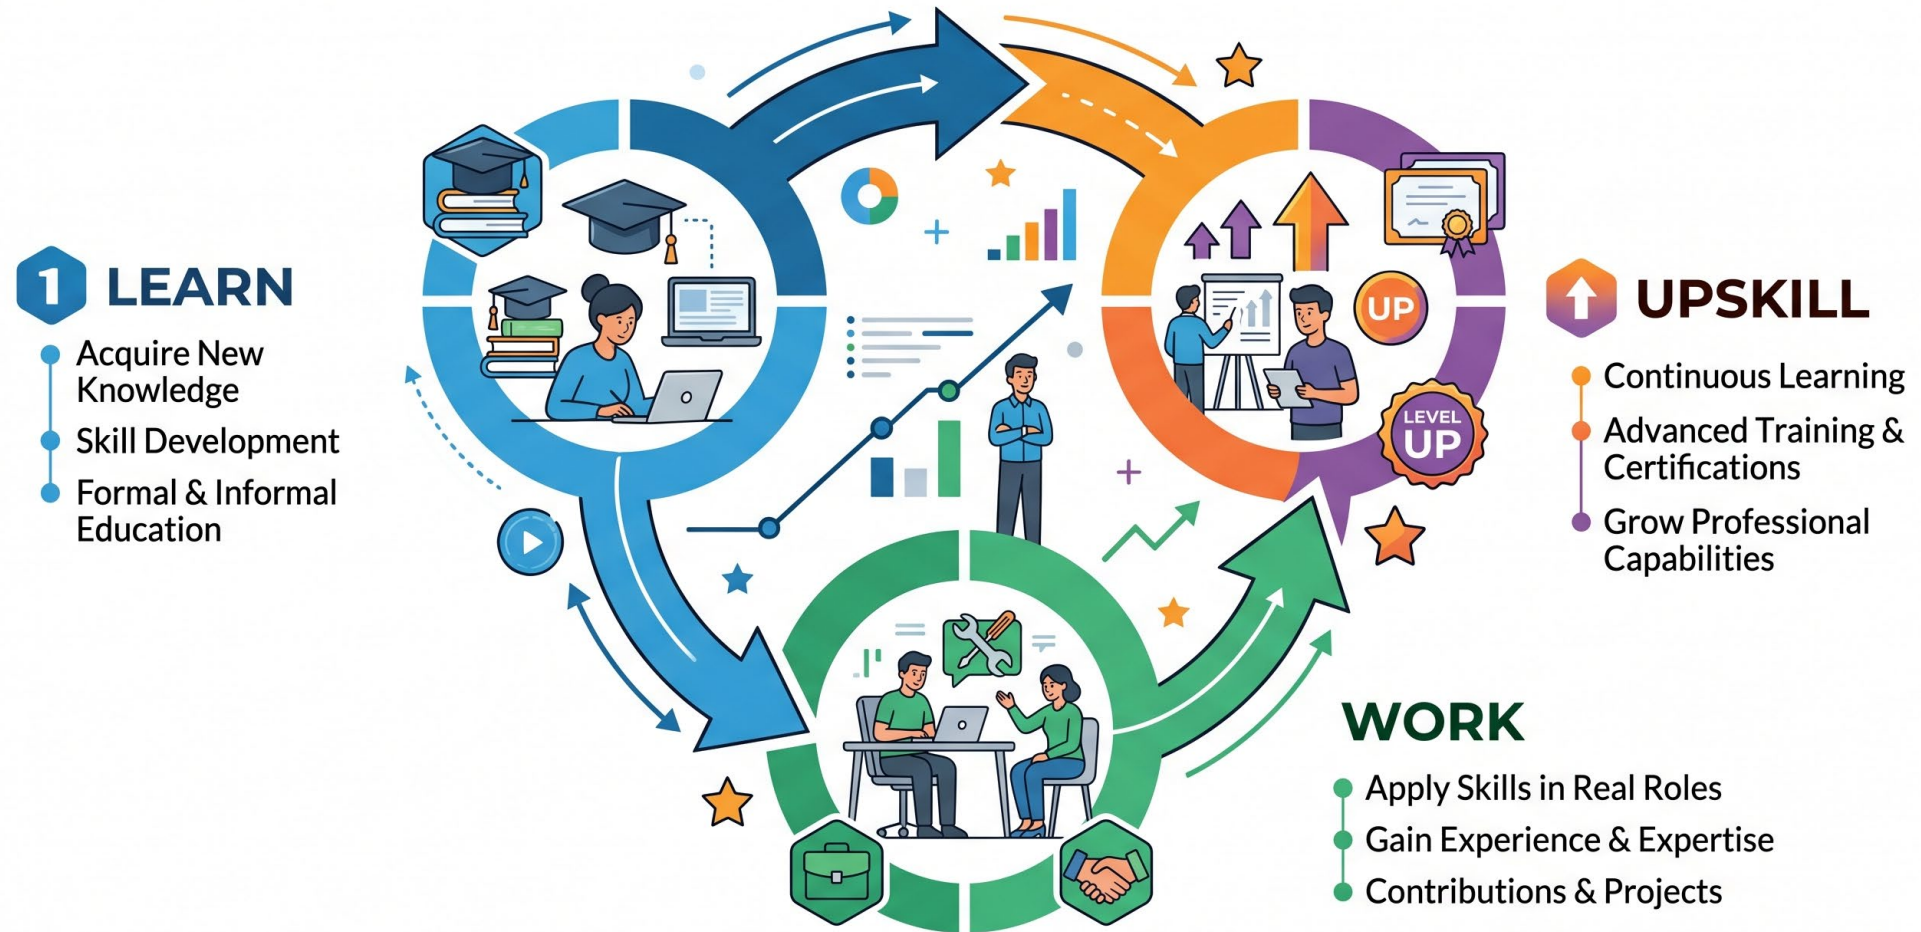 1 LEARN
Acquire New
Knowledge
Skill Development
Formal & Informal
Education
UP
LEVEL
UP
UPSKILL
Continuous Learning
Advanced Training &
Certifications
Grow Professional
Capabilities
WORK
Apply Skills in Real Roles
Gain Experience & Expertise
Contributions & Projects